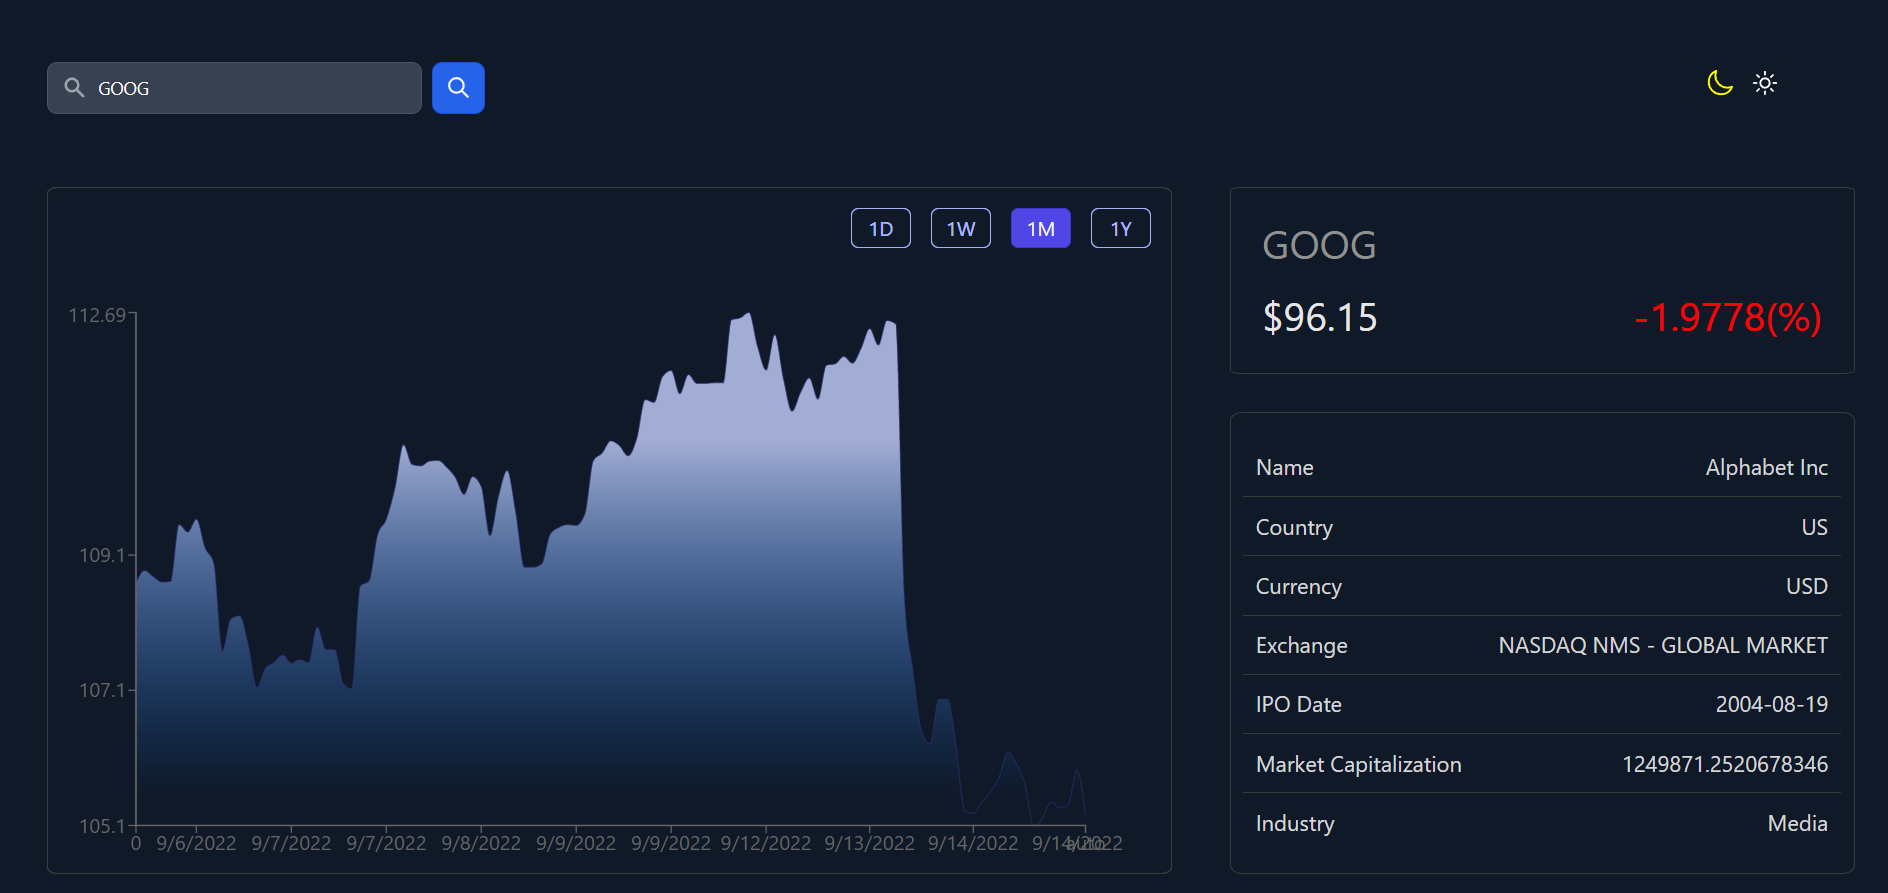 GOOG
1D 1W 1M 1Y
112.69
109.1
107.1
105.1
0 9/6/2022 9/7/2022 9/7/2022 9/8/2022 9/9/2022 9/9/2022 9/12/2022 9/13/2022 9/14/2022 9/14/2022 auto
GOOG
$96.15 -1.9778(%)
Name Alphabet Inc
Country US
Currency USD
Exchange NASDAQ NMS - GLOBAL MARKET
IPO Date 2004-08-19
Market Capitalization 1249871.2520678346
Industry Media